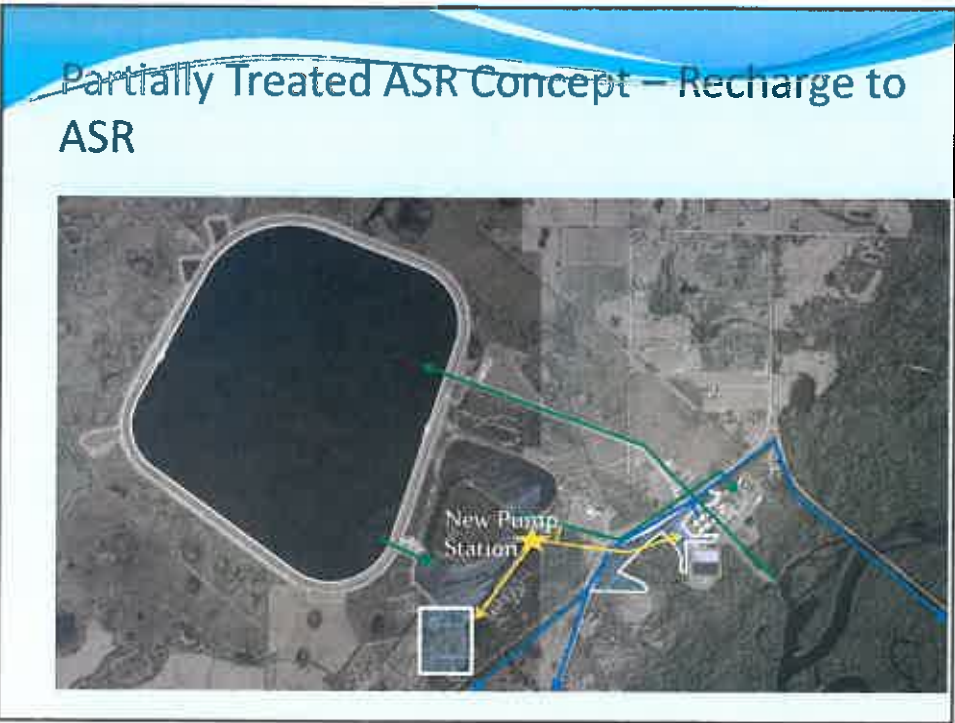 Partially Treated ASR Concept – Recharge to
ASR
New Pump
Station